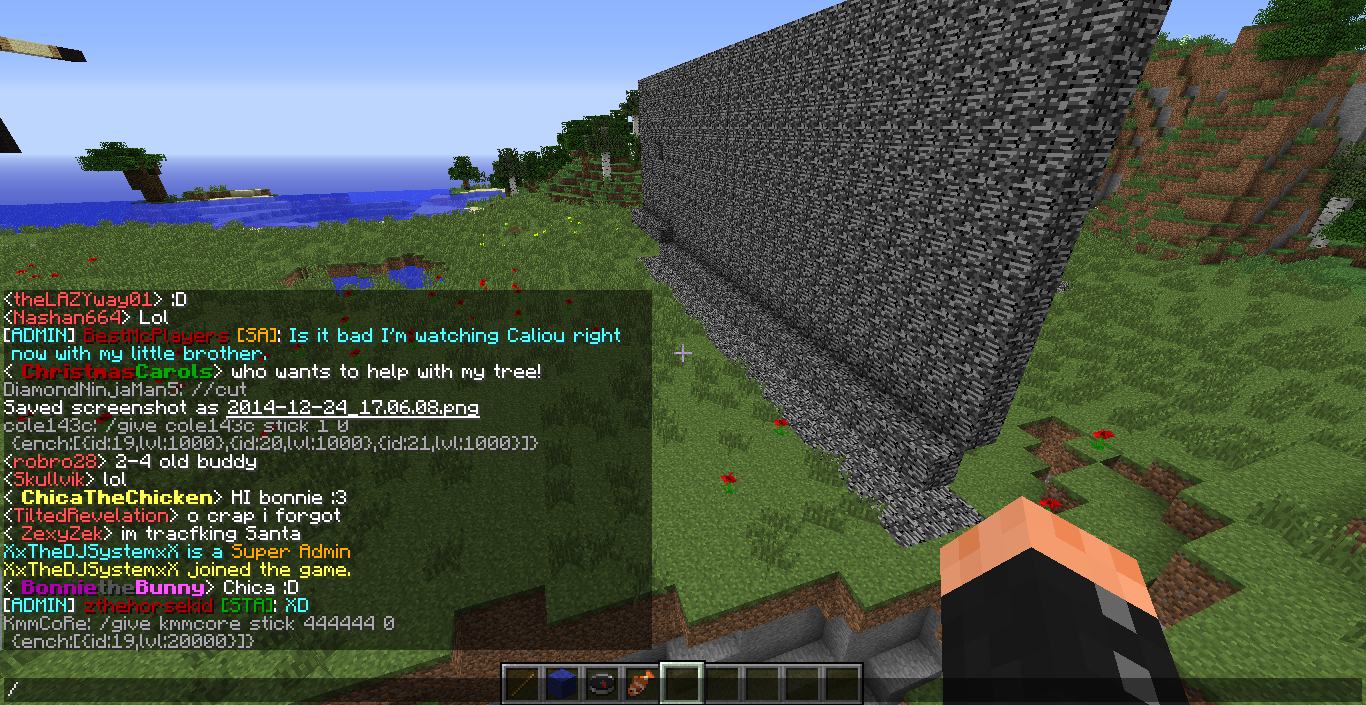 <theLAZYway01> :D
<Nashan664> Lol
[ADMIN] BestMcPlayers [SA]: Is it bad I'm watching Caliou right
now with my little brother.
< ChristmasCarols> who wants to help with my tree!
DiamondNinjaMan5: //cut
Saved screenshot as 2014-12-24_17.06.08.png
cole143c: /give cole143c stick 1 0
{ench:[{id:19,lvl:1000},{id:20,lvl:1000},{id:21,lvl:1000}]}
<robro28> 2-4 old buddy
<Skullvik> lol
< ChicaTheChicken> HI bonnie :3
<TiltedRevelation> o crap i forgot
< ZexyZek> im tracfking Santa
XxTheDJSystemxX is a Super Admin
XxTheDJSystemxX joined the game.
< BonnietheBunny> Chica :D
[ADMIN] zthehorsekid [STA]: XD
KmmCoRe: /give kmmcore stick 444444 0
{ench:[{id:19,lvl:20000}]}
/